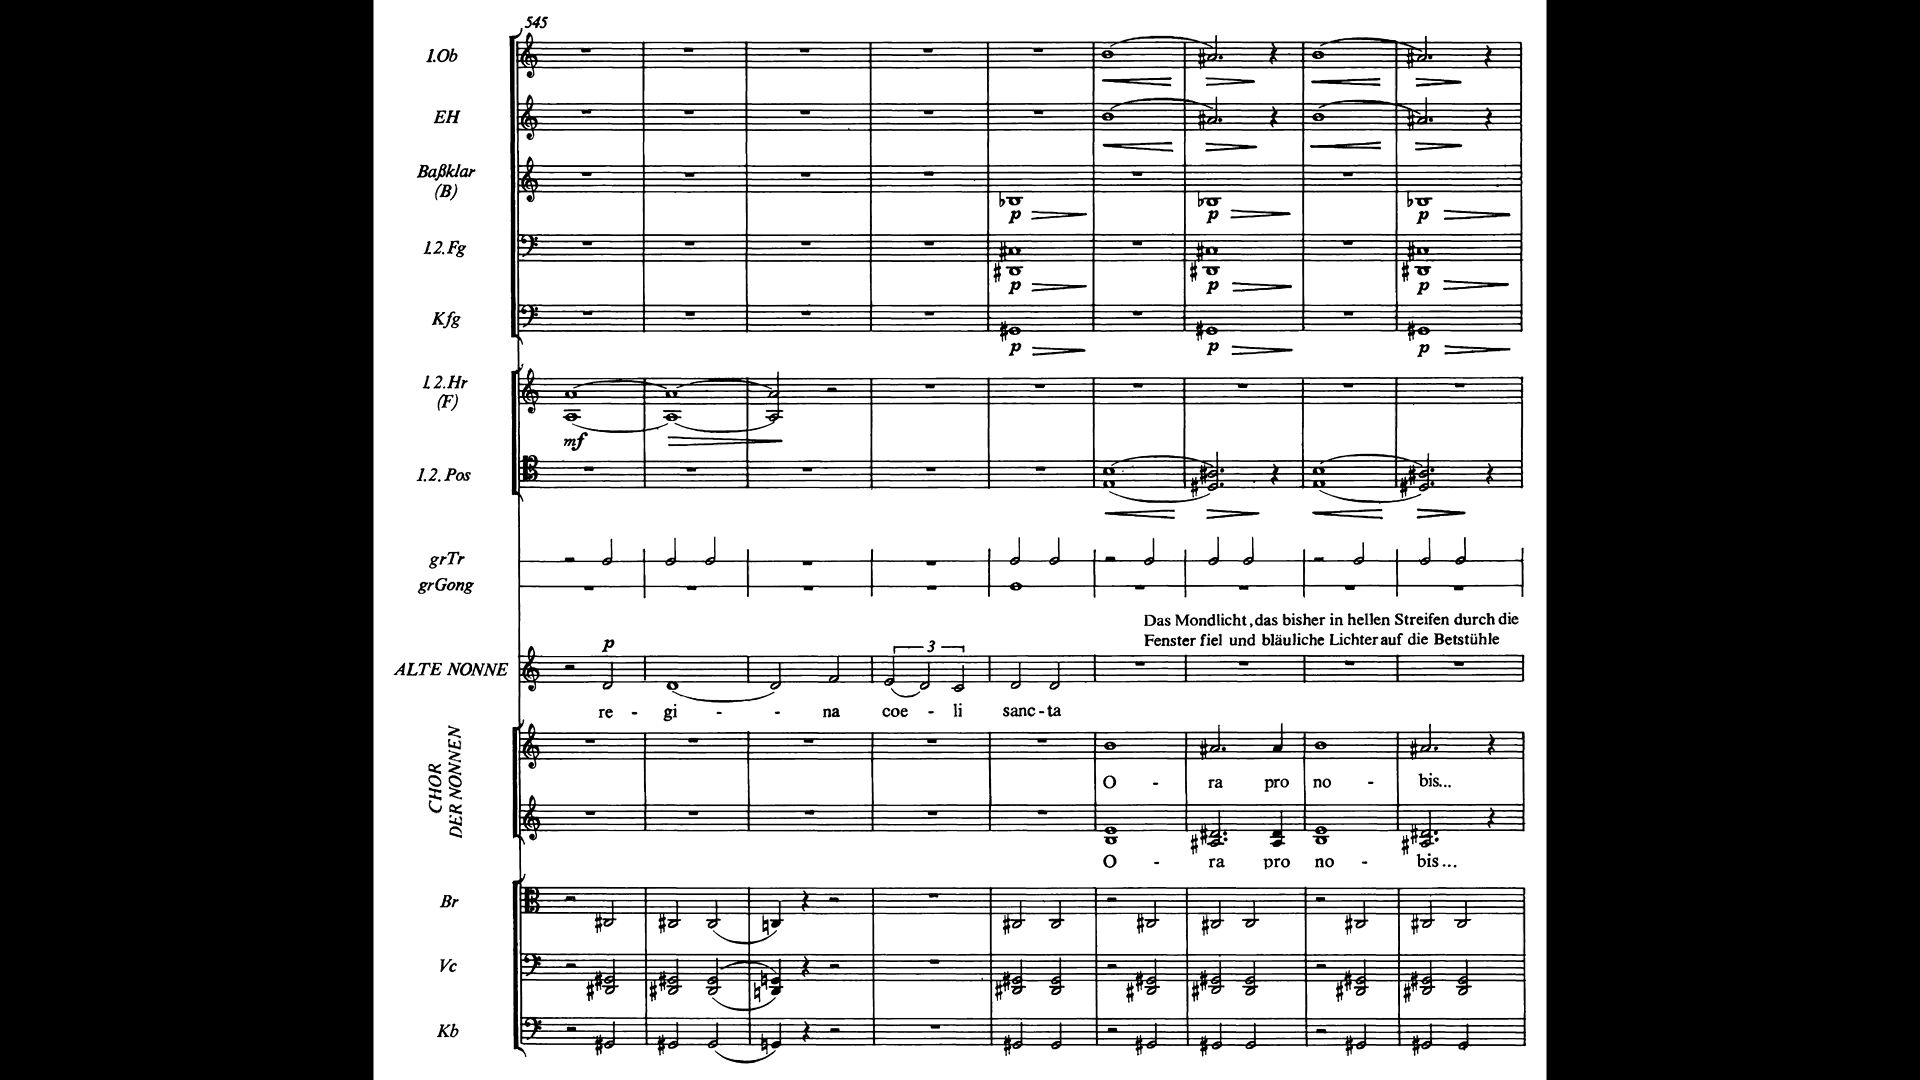 545
1.Ob
EH
Baßklar
(B)
p p p
1.2.Fg
p p p
Kfg
p p p
1.2.Hr
(F)
mf
1.2.Pos
grTr
grGong
Das Mondlicht, das bisher in hellen Streifen durch die
Fenster fiel und bläuliche Lichter auf die Betstühle
p 3
ALTE NONNE
re - gi - - na coe - li sanc-ta
CHOR
DER NONNEN
O - ra pro no - bis...
O - ra pro no - bis...
Br
Vc
Kb